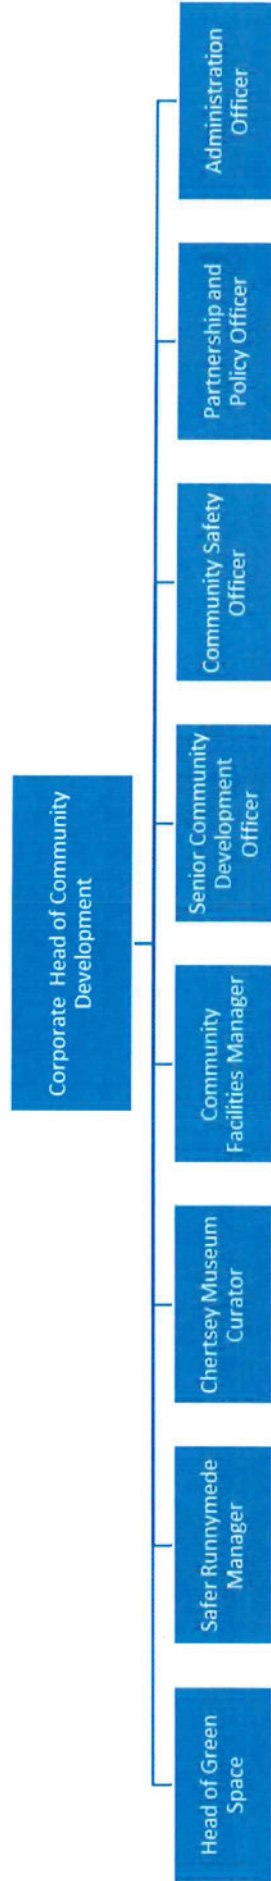 Corporate Head of Community
Development
Head of Green
Space
Safer Runnymede
Manager
Chertsey Museum
Curator
Community
Facilities Manager
Senior Community
Development
Officer
Community Safety
Officer
Partnership and
Policy Officer
Administration
Officer